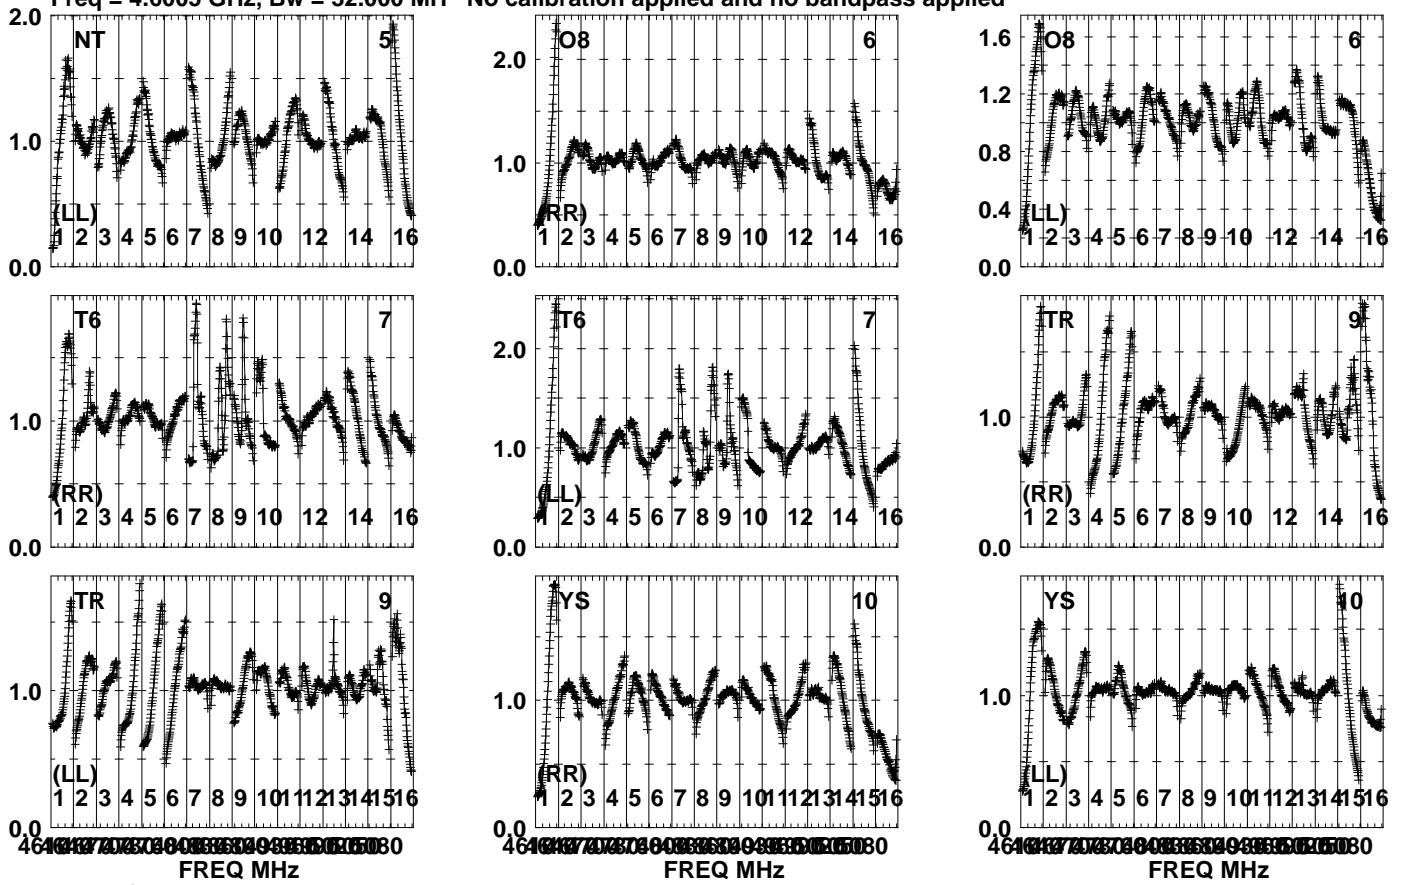 Freq = 4.6005 GHz, Bw = 32.000 MH No calibration applied and no bandpass applied
2.0 NT 5
1.0
(LL)
1 2 3 4 5 6 7 8 9 10 12 14 16
0.0
O8 6
2.0
1.0
(RR)
1 2 3 4 5 6 7 8 9 10 12 14 16
0.0
O8 6
1.6
1.2
0.8
0.4
(LL)
1 2 3 4 5 6 7 8 9 10 12 14 16
0.0
T6 7
1.0
(RR)
1 2 3 4 5 6 7 8 9 10 12 14 16
0.0
T6 7
2.0
1.0
(LL)
1 2 3 4 5 6 7 8 9 10 12 14 16
0.0
TR 9
1.0
(RR)
1 2 3 4 5 6 7 8 9 10 12 14 16
0.0
TR 9
1.0
(LL)
1 2 3 4 5 6 7 8 9 10 11 12 13 14 15 16
0.0
FREQ MHz
YS 10
1.0
(RR)
1 2 3 4 5 6 7 8 9 10 11 12 13 14 15 16
0.0
FREQ MHz
YS 10
1.0
(LL)
1 2 3 4 5 6 7 8 9 10 11 12 13 14 15 16
0.0
FREQ MHz